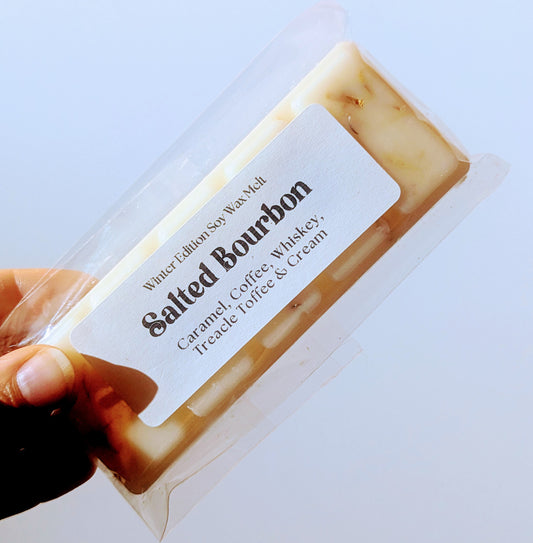 Winter Edition Soy Wax Melt
Salted Bourbon
Caramel, Coffee, Whiskey,
Treacle Toffee & Cream